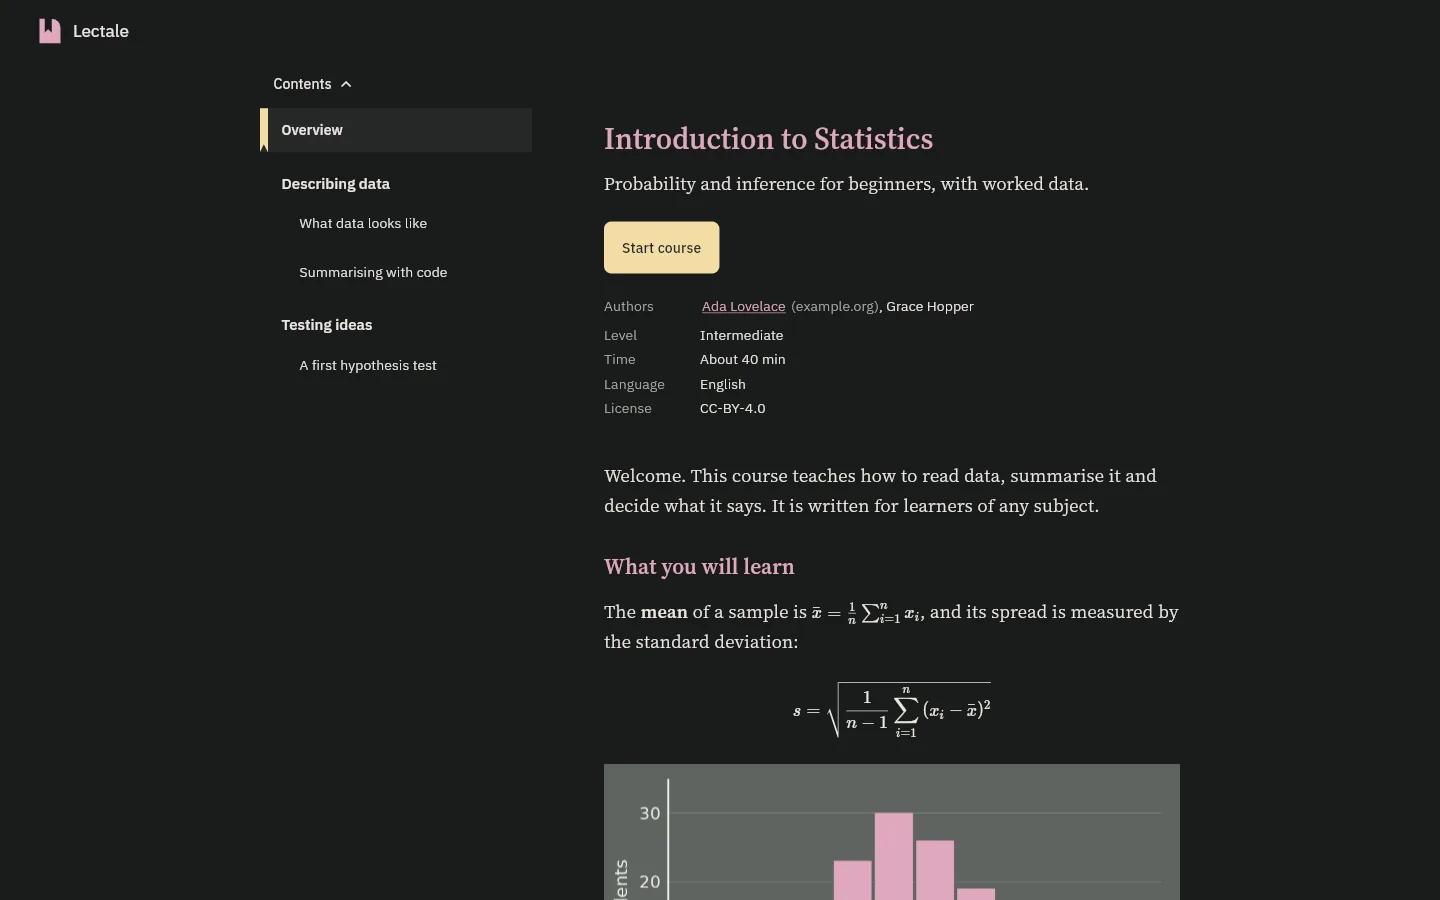 Lectale
Contents
Overview
Describing data
What data looks like
Summarising with code
Testing ideas
A first hypothesis test
Introduction to Statistics
Probability and inference for beginners, with worked data.
Start course
Authors Ada Lovelace (example.org), Grace Hopper
Level Intermediate
Time About 40 min
Language English
License CC-BY-4.0
Welcome. This course teaches how to read data, summarise it and
decide what it says. It is written for learners of any subject.
What you will learn
The mean of a sample is x̄ = 1/n ∑ⁿᵢ₌₁ xᵢ, and its spread is measured by
the standard deviation:
s = √(1/(n − 1) ∑ⁿᵢ₌₁ (xᵢ − x̄)²)
30
20